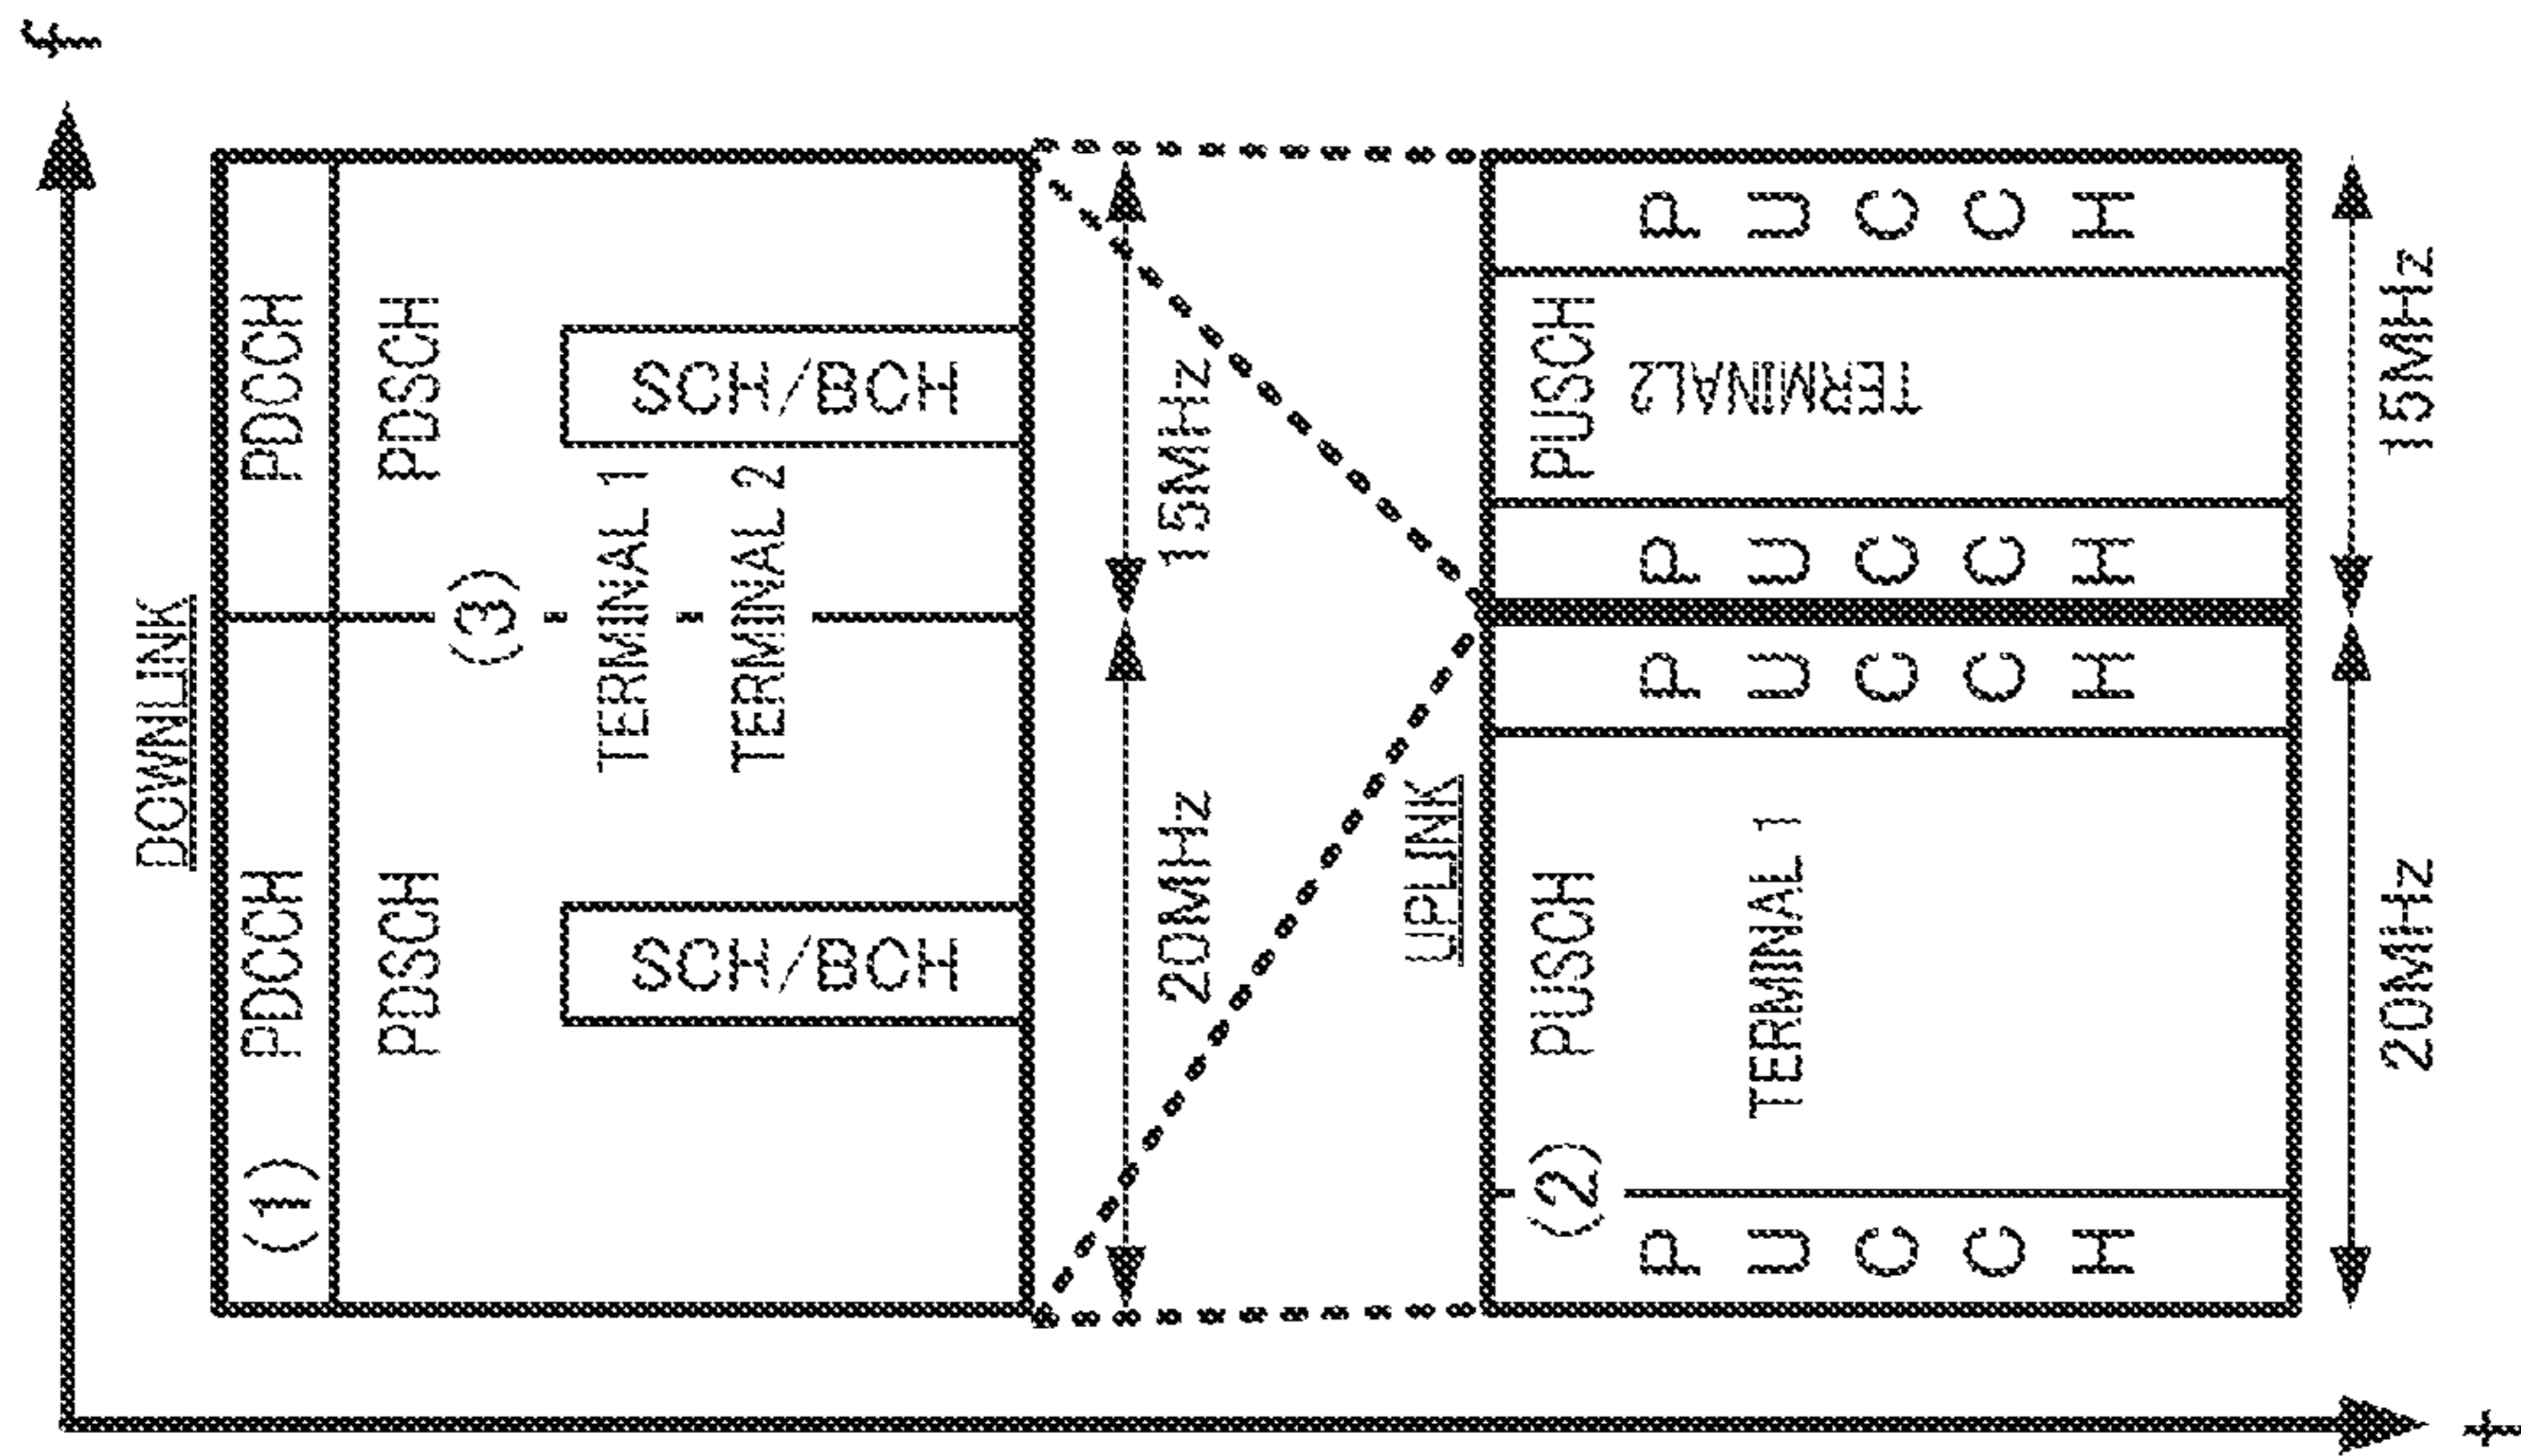 f
DOWNLINK
(1) PDCCH PDCCH
PDSCH PDSCH
(3)
TERMINAL 1
TERMINAL 2
SCH/BCH
SCH/BCH
20MHz 15MHz
UPLINK
(2) PUSCH PUSCH
PUCCH
TERMINAL 1
PUCCH
PUCCH
TERMINAL2
PUCCH
20MHz 15MHz
t